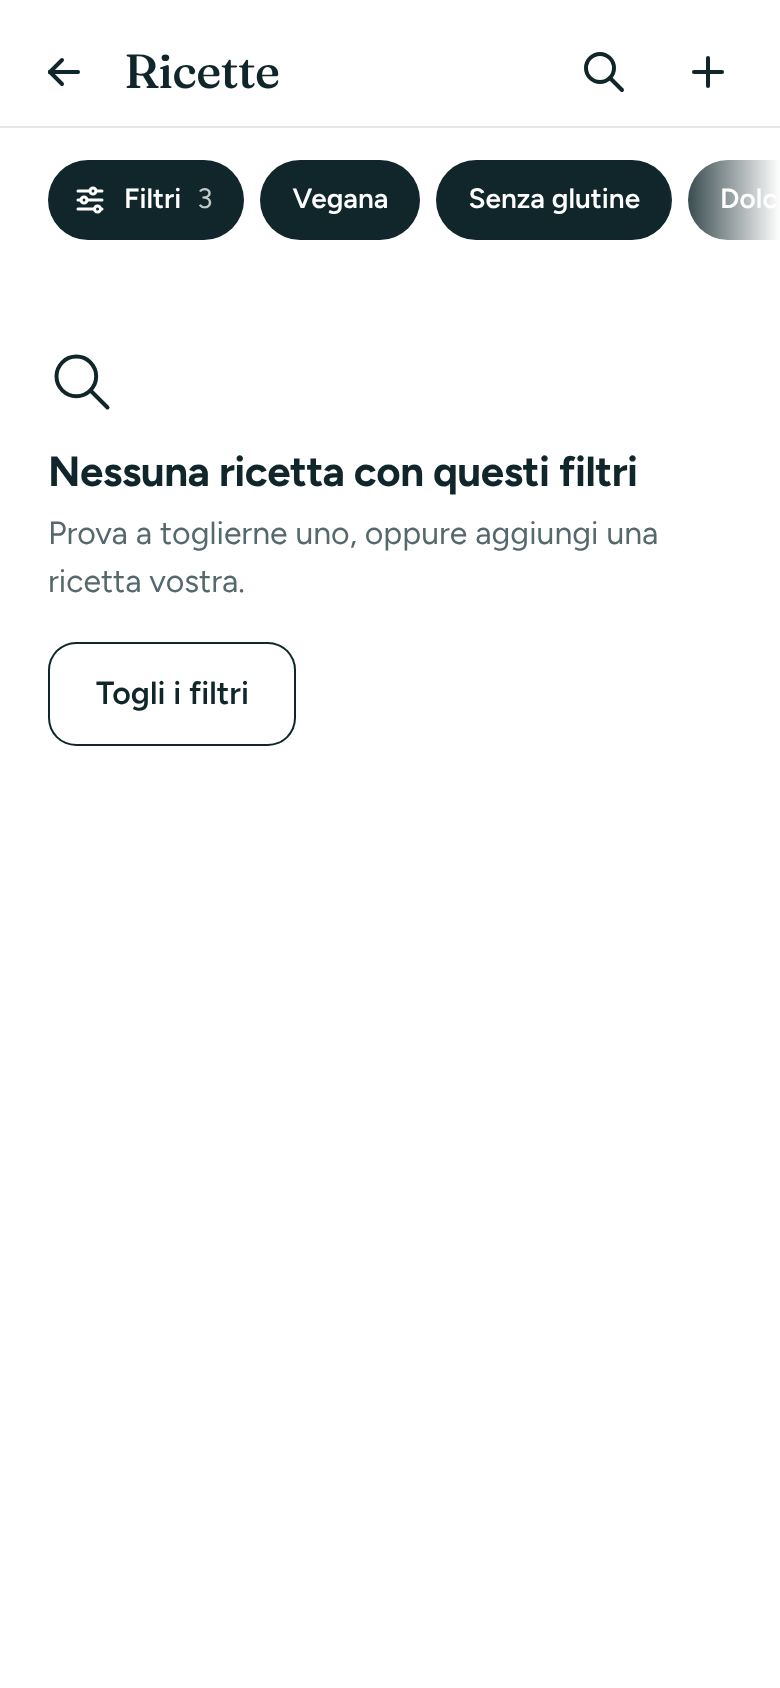 Ricette
Filtri 3 Vegana Senza glutine Dolc
Nessuna ricetta con questi filtri
Prova a toglierne uno, oppure aggiungi una
ricetta vostra.
Togli i filtri